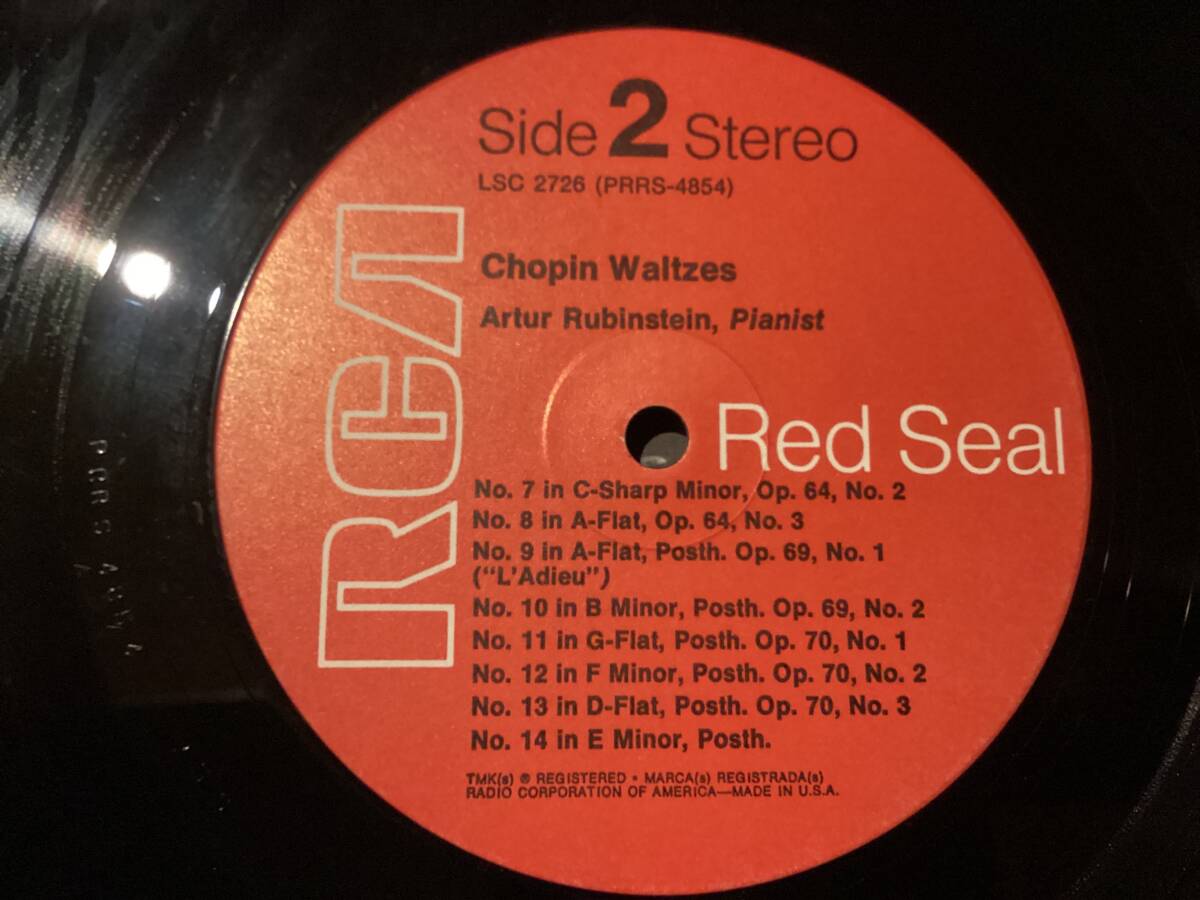 Side 2 Stereo
LSC 2726 (PRRS-4854)
Chopin Waltzes
Artur Rubinstein, Pianist
RCA
Red Seal
No. 7 in C-Sharp Minor, Op. 64, No. 2
No. 8 in A-Flat, Op. 64, No. 3
No. 9 in A-Flat, Posth. Op. 69, No. 1
("L'Adieu")
No. 10 in B Minor, Posth. Op. 69, No. 2
No. 11 in G-Flat, Posth. Op. 70, No. 1
No. 12 in F Minor, Posth. Op. 70, No. 2
No. 13 in D-Flat, Posth. Op. 70, No. 3
No. 14 in E Minor, Posth.
TMK(s) ® REGISTERED • MARCA(s) REGISTRADA(s)
RADIO CORPORATION OF AMERICA—MADE IN U.S.A.